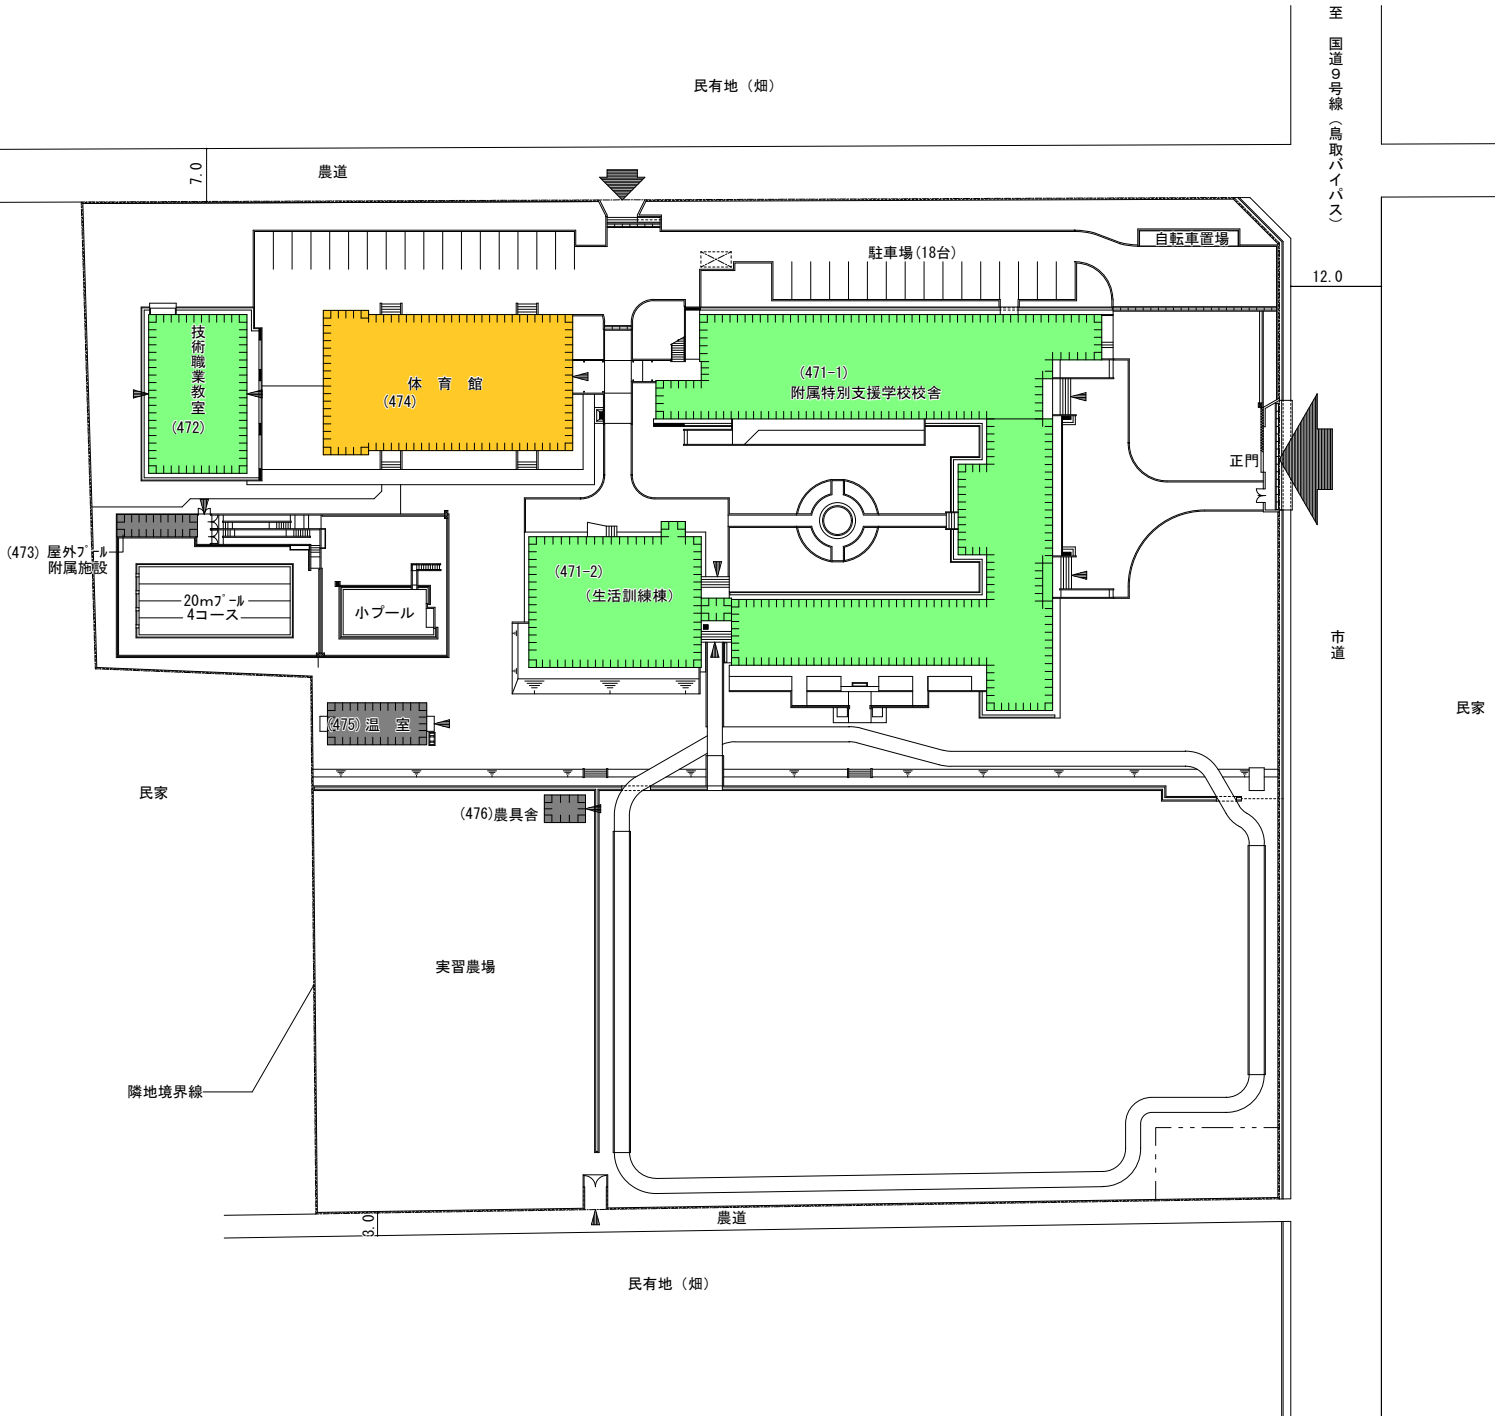 至 国道9号線(鳥取バイパス)
民有地(畑)
7.0
農道
自転車置場
駐車場(18台)
12.0
技術職業教室
(472)
体育館
(474)
(471-1)
附属特別支援学校校舎
正門
(473) 屋外プール
附属施設
(471-2)
(生活訓練棟)
20mプール
4コース
小プール
市道
(475) 温室
民家
民家
(476)農具舎
実習農場
隣地境界線
3.0
農道
民有地(畑)